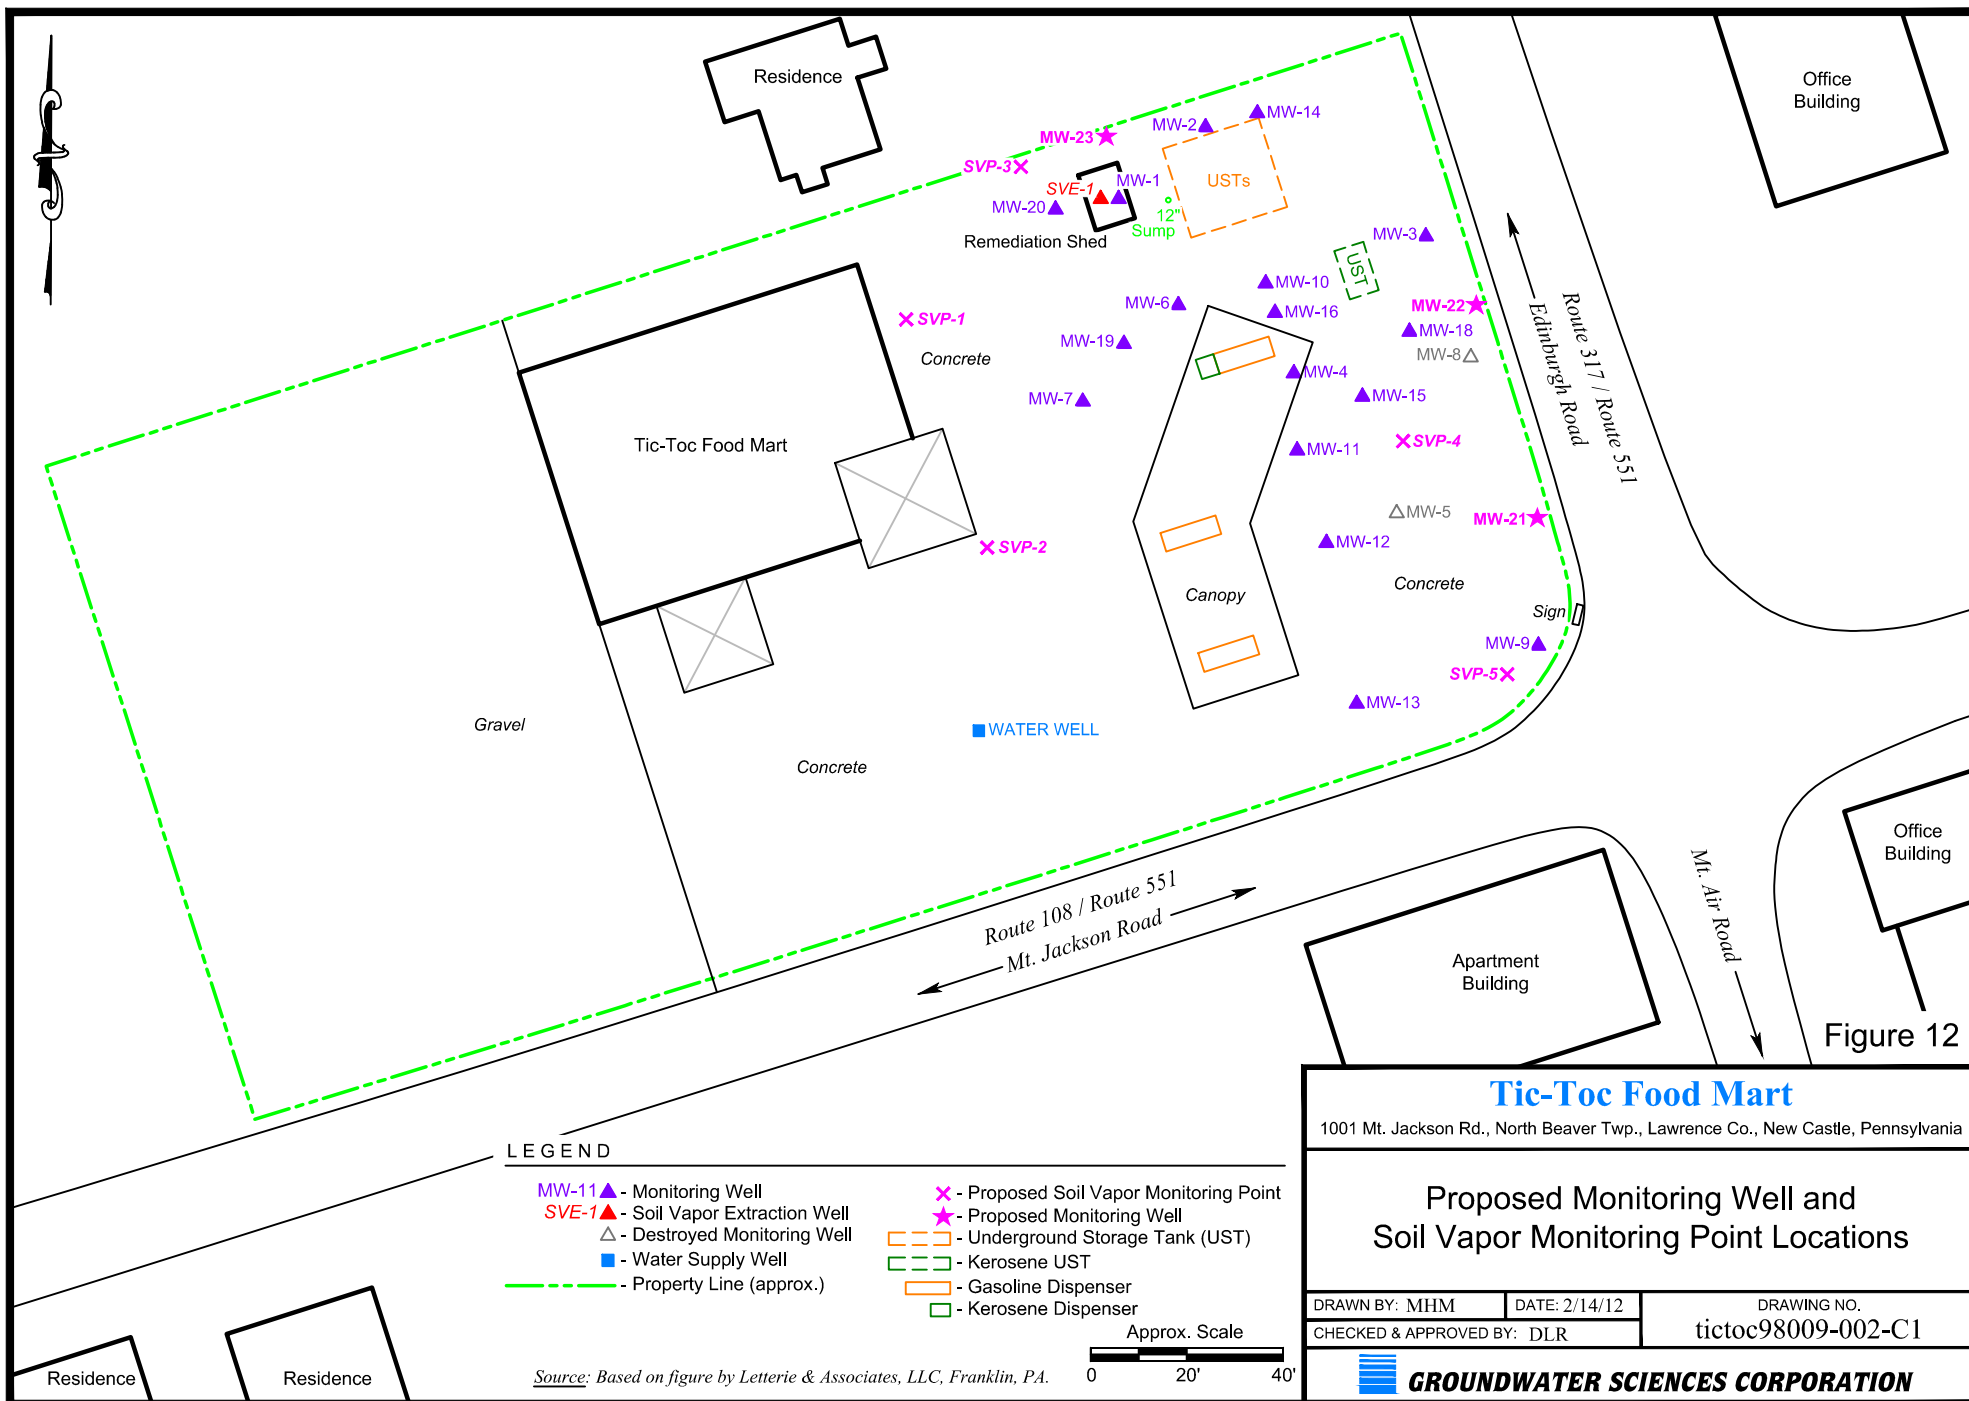 Residence
Office
Building
MW-14
MW-2
MW-23
SVP-3
USTs
MW-1
SVE-1
MW-20
12"
Sump
Remediation Shed
MW-3
UST
MW-10
MW-6
MW-16
MW-22
SVP-1
MW-18
MW-19
MW-8
Concrete
MW-4
MW-7
MW-15
Route 317 / Route 551
Edinburgh Road
Tic-Toc Food Mart
SVP-4
MW-11
MW-5
MW-21
MW-12
SVP-2
Concrete
Canopy
Sign
MW-9
SVP-5
MW-13
Gravel
WATER WELL
Concrete
Office
Building
Mt. Air Road
Route 108 / Route 551
Mt. Jackson Road
Apartment
Building
Figure 12
LEGEND
MW-11 - Monitoring Well
SVE-1 - Soil Vapor Extraction Well
- Destroyed Monitoring Well
- Water Supply Well
- Property Line (approx.)
- Proposed Soil Vapor Monitoring Point
- Proposed Monitoring Well
- Underground Storage Tank (UST)
- Kerosene UST
- Gasoline Dispenser
- Kerosene Dispenser
Approx. Scale
0 20' 40'
Source: Based on figure by Letterie & Associates, LLC, Franklin, PA.
Residence
Residence
Tic-Toc Food Mart
1001 Mt. Jackson Rd., North Beaver Twp., Lawrence Co., New Castle, Pennsylvania
Proposed Monitoring Well and
Soil Vapor Monitoring Point Locations
DRAWN BY: MHM
DATE: 2/14/12
CHECKED & APPROVED BY: DLR
DRAWING NO.
tictoc98009-002-C1
GROUNDWATER SCIENCES CORPORATION